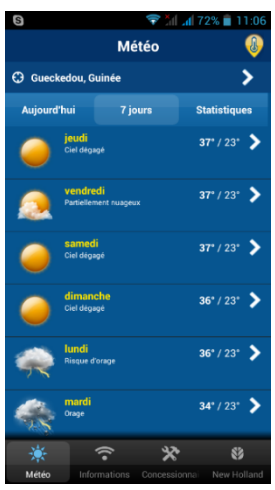 S 72% 11:06
Météo
Gueckedou, Guinée
Aujourd'hui 7 jours Statistiques
jeudi
Ciel dégagé
37° / 23°
vendredi
Partiellement nuageux
37° / 23°
samedi
Ciel dégagé
37° / 23°
dimanche
Ciel dégagé
36° / 23°
lundi
Risque d'orage
36° / 23°
mardi
Orage
34° / 23°
Météo Informations Concessionna New Holland